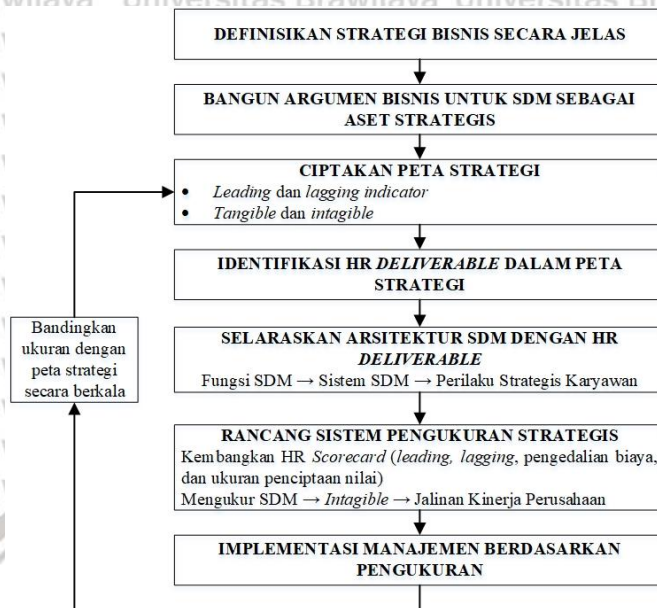 DEFINISIKAN STRATEGI BISNIS SECARA JELAS
BANGUN ARGUMEN BISNIS UNTUK SDM SEBAGAI
ASET STRATEGIS
CIPTAKAN PETA STRATEGI
• Leading dan lagging indicator
• Tangible dan intagible
IDENTIFIKASI HR DELIVERABLE DALAM PETA
STRATEGI
Bandingkan
ukuran dengan
peta strategi
secara berkala
SELARASKAN ARSITEKTUR SDM DENGAN HR
DELIVERABLE
Fungsi SDM → Sistem SDM → Perilaku Strategis Karyawan
RANCANG SISTEM PENGUKURAN STRATEGIS
Kembangkan HR Scorecard (leading, lagging, pengedalian biaya,
dan ukuran penciptaan nilai)
Mengukur SDM → Intagible → Jalinan Kinerja Perusahaan
IMPLEMENTASI MANAJEMEN BERDASARKAN
PENGUKURAN